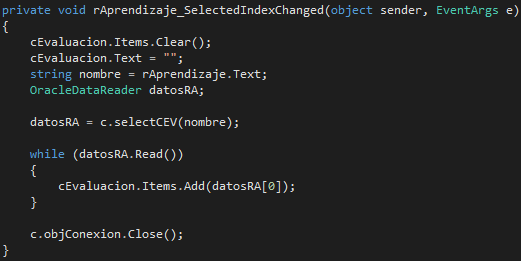 private void rAprendizaje_SelectedIndexChanged(object sender, EventArgs e)
{
    cEvaluacion.Items.Clear();
    cEvaluacion.Text = "";
    string nombre = rAprendizaje.Text;
    OracleDataReader datosRA;

    datosRA = c.selectCEV(nombre);

    while (datosRA.Read())
    {
        cEvaluacion.Items.Add(datosRA[0]);
    }

    c.objConexion.Close();
}